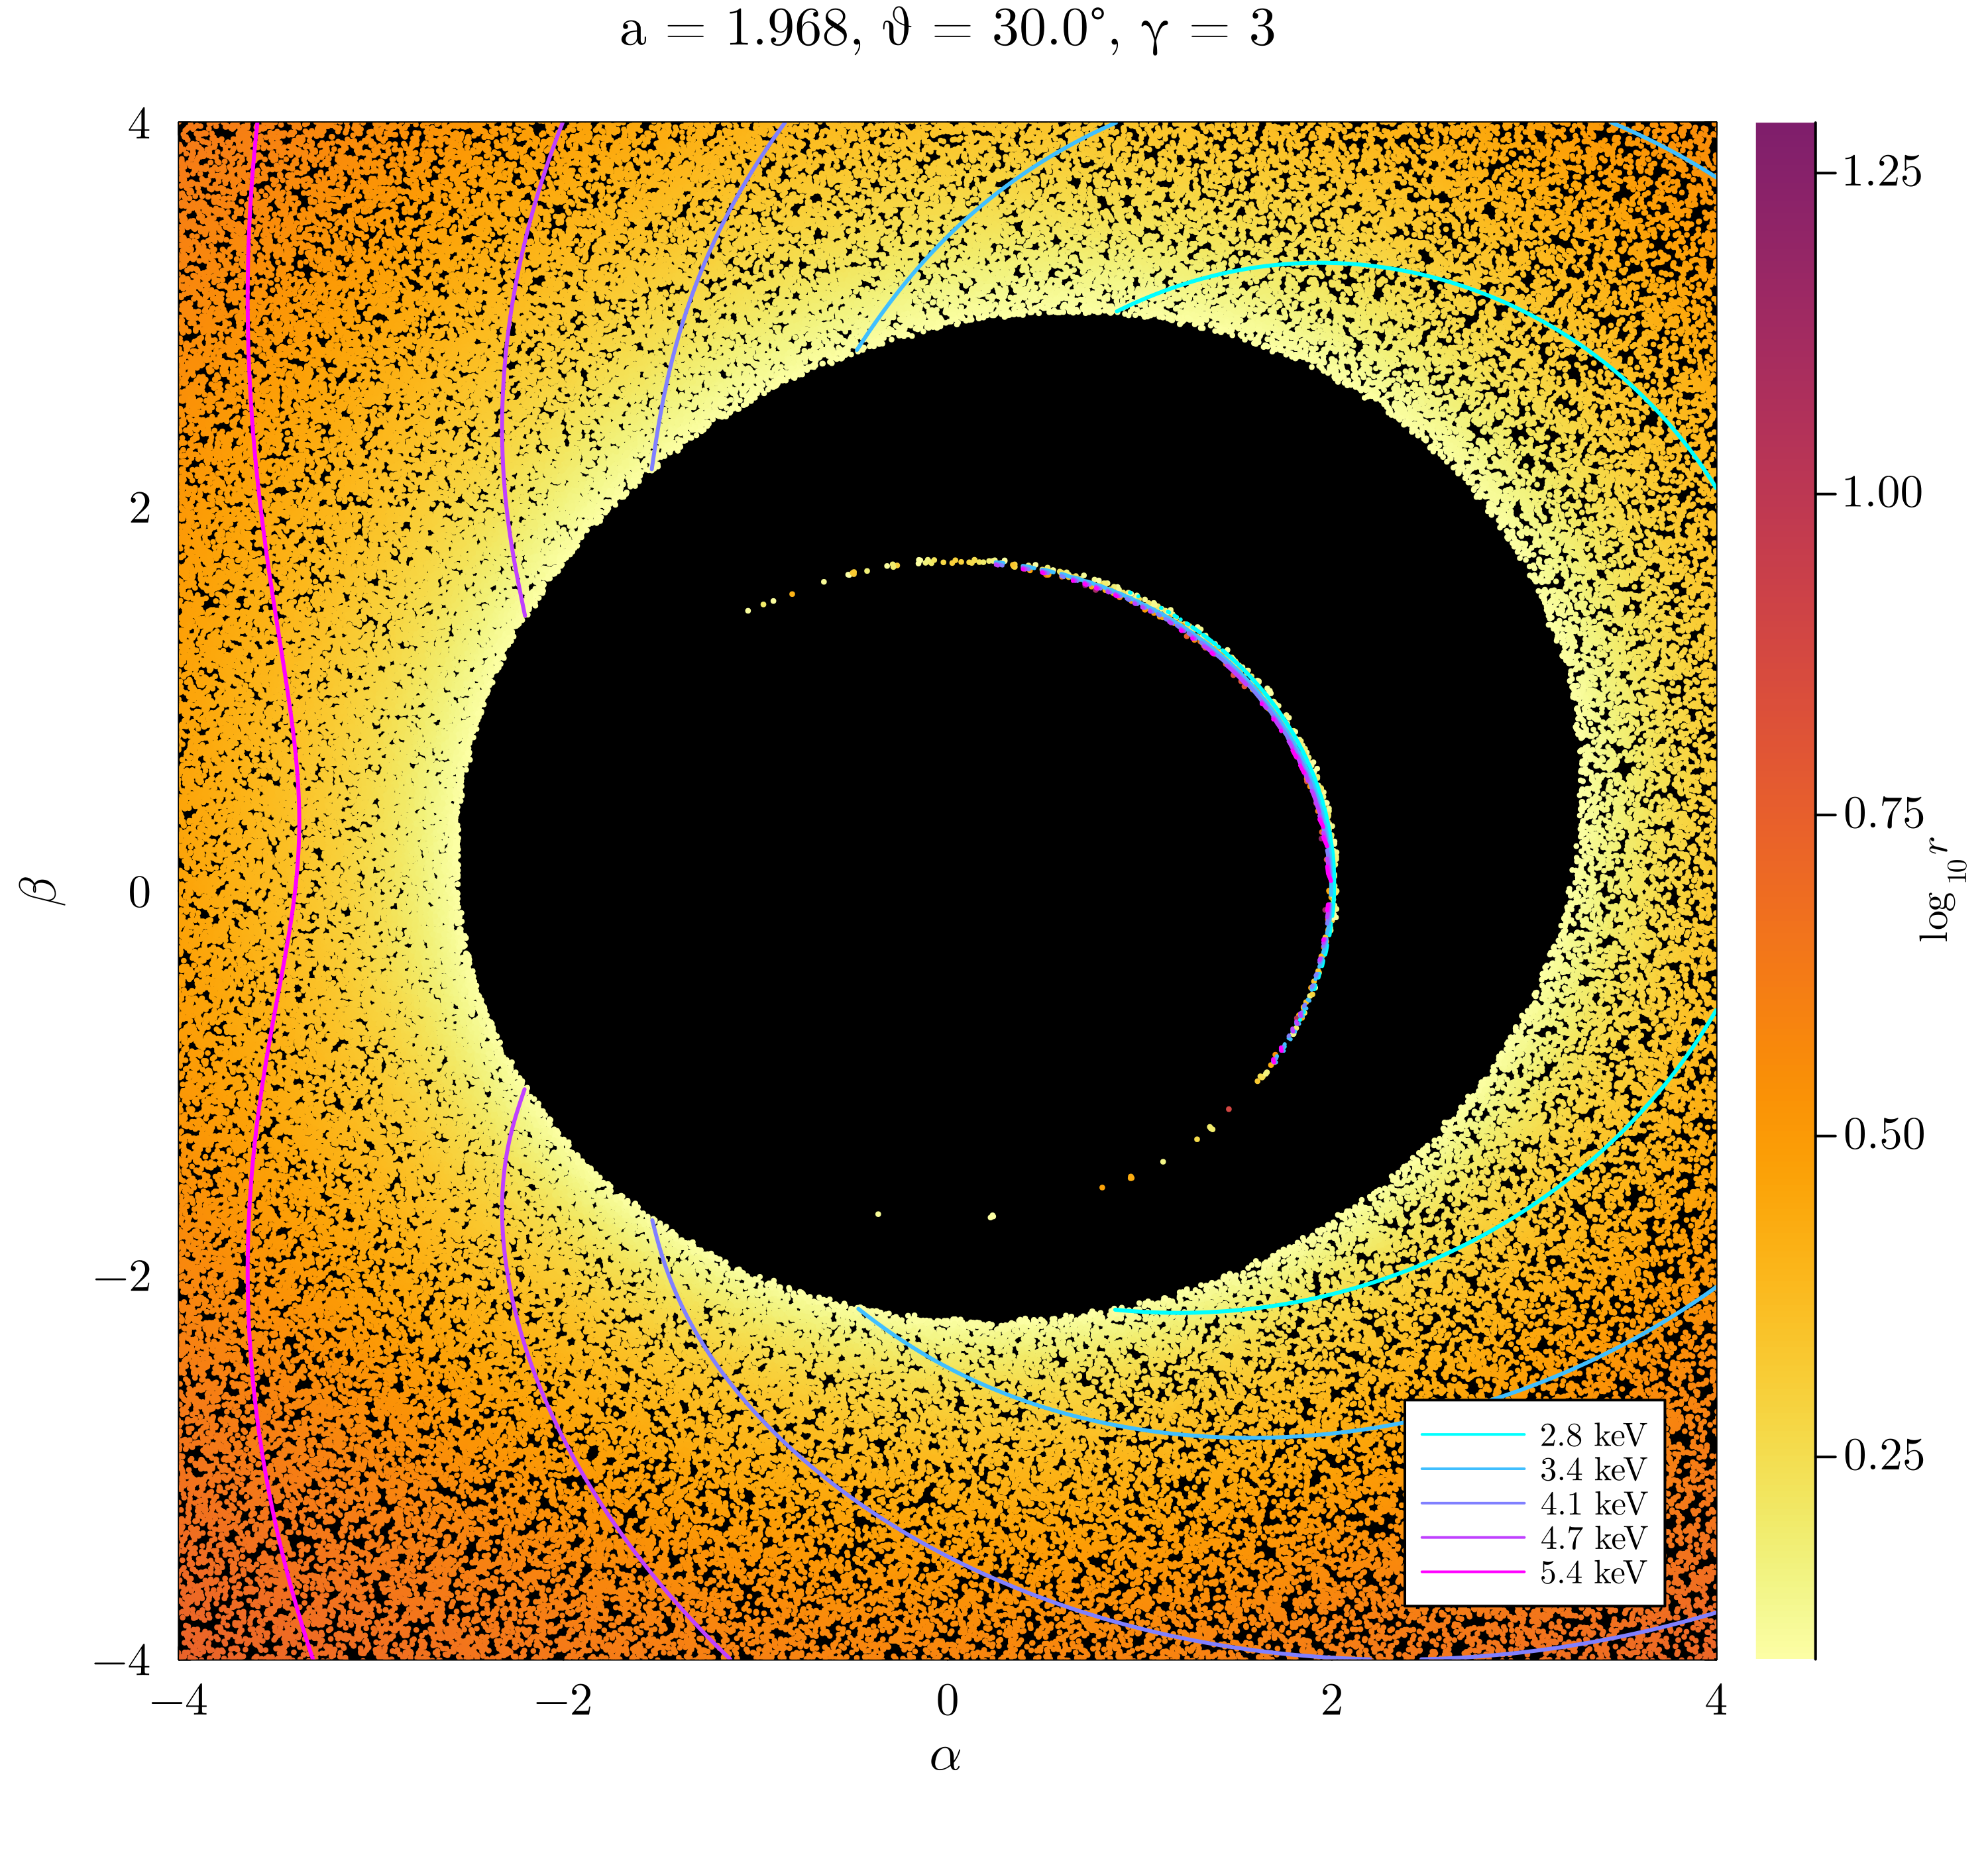 a = 1.968, ϑ = 30.0°, γ = 3
4
2
0
−2
−4
β
−4
−2
0
2
4
α
2.8 keV
3.4 keV
4.1 keV
4.7 keV
5.4 keV
1.25
1.00
0.75
0.50
0.25
log₁₀ r